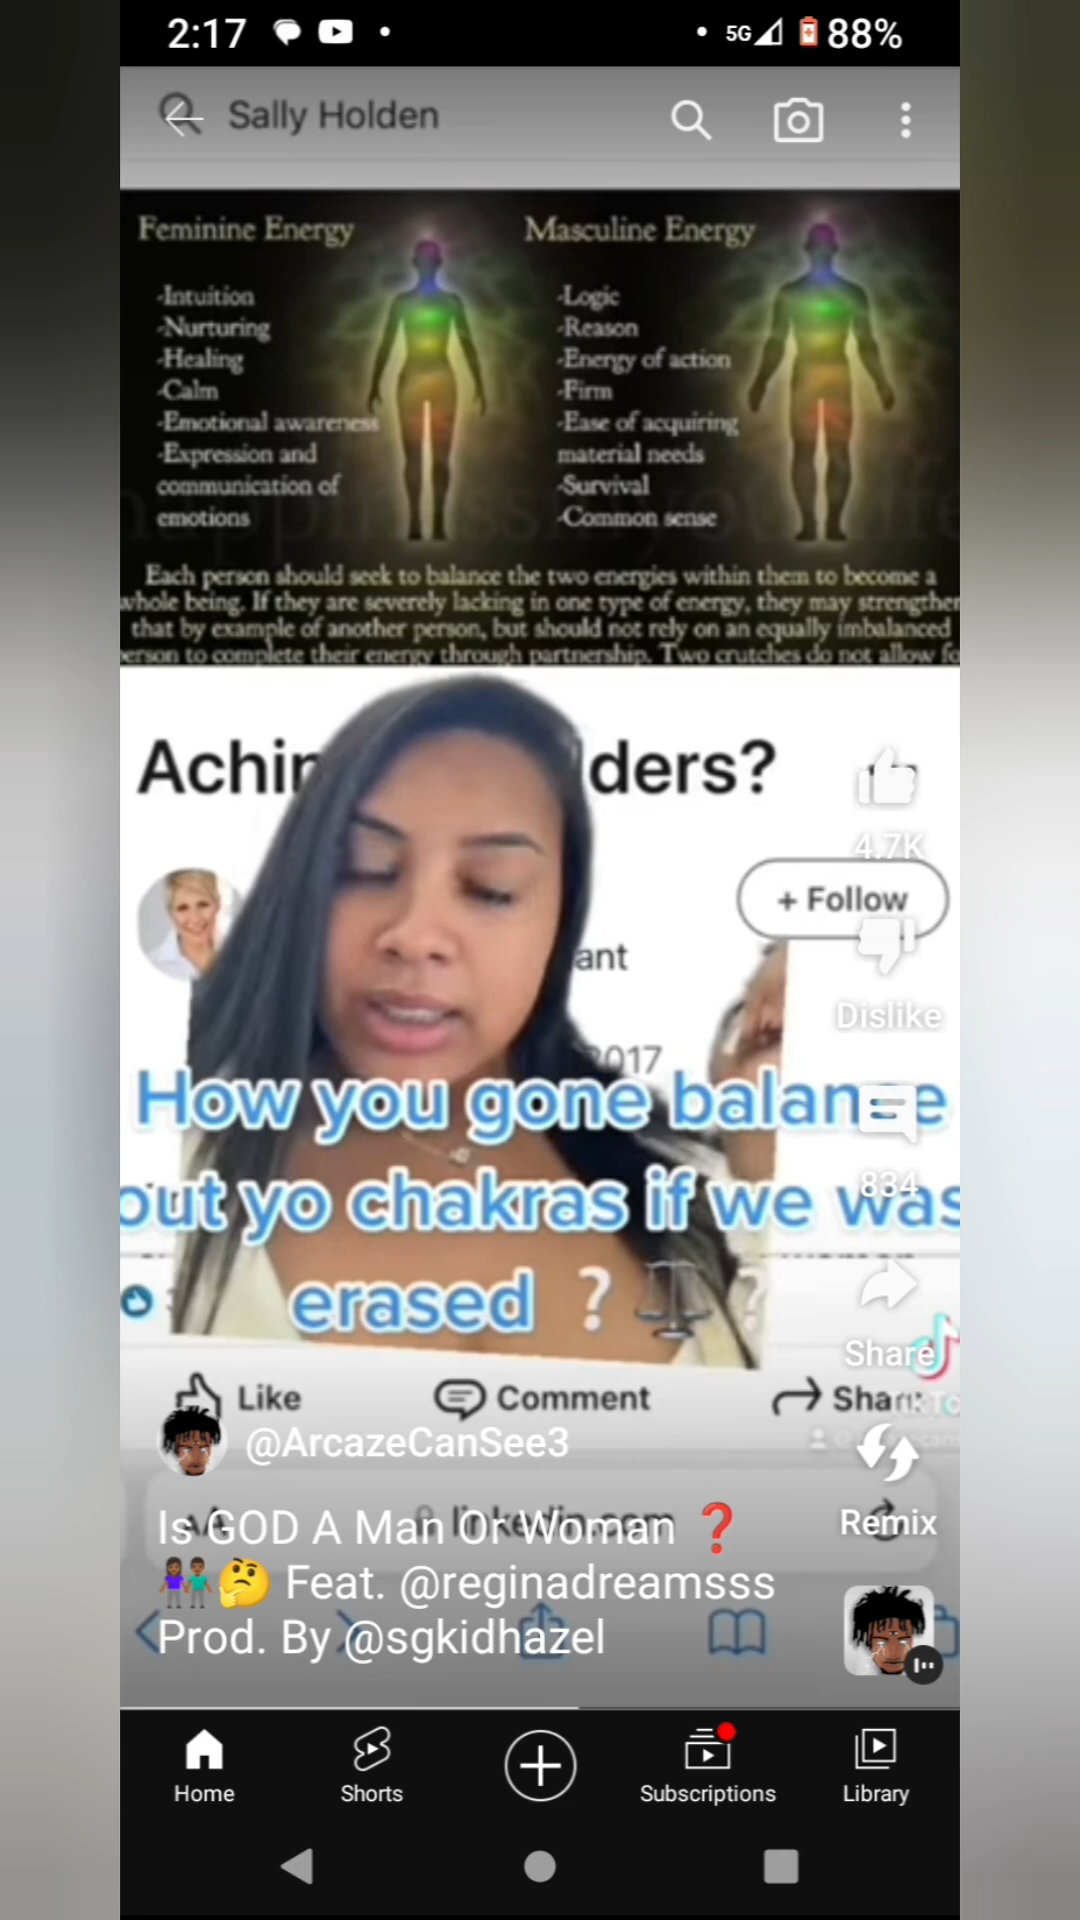 2:17
5G
88%
Sally Holden
Feminine Energy
-Intuition
-Nurturing
-Healing
-Calm
-Emotional awareness
-Expression and
communication of
emotions
Masculine Energy
-Logic
-Reason
-Energy of action
-Firm
-Ease of acquiring
material needs
-Survival
-Common sense
Each person should seek to balance the two energies within them to become a
whole being. If they are severely lacking in one type of energy, they may strengthen
that by example of another person, but should not rely on an equally imbalanced
person to complete their energy through partnership. Two crutches do not allow fo
Achin
ders?
4.7K
+ Follow
ant
Dislike
2017
How you gone balan e
out yo chakras if we was
erased ? ⚖ ?
834
Share
Like
Comment
Share
@ArcazeCanSee3
AA
linkedin.com
Is GOD A Man Or Woman ❓
👫🤔 Feat. @reginadreamsss
Prod. By @sgkidhazel
Remix
Home
Shorts
Subscriptions
Library